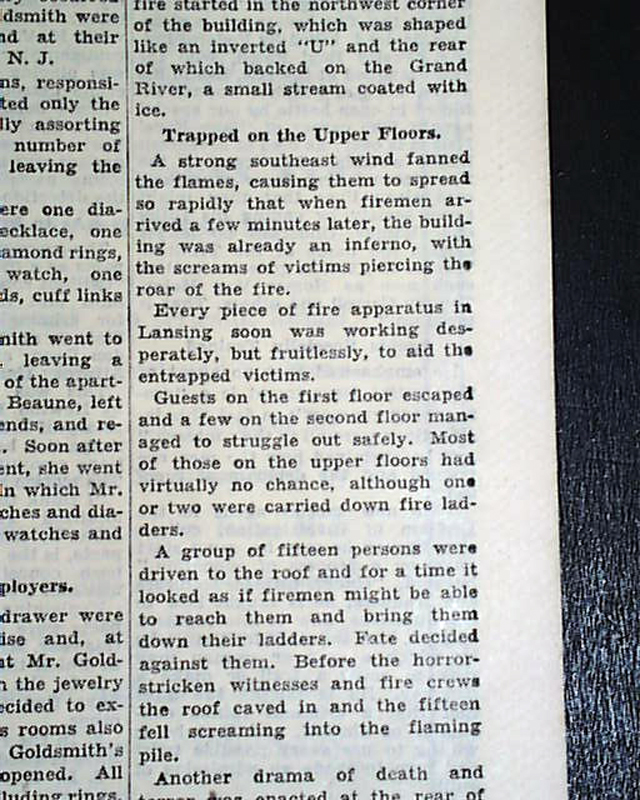 ldsmith were
nd at their
N. J.
ns, responsi-
ted only the
lly assorting
number of
leaving the
ere one dia-
ecklace, one
amond rings,
watch, one
ds, cuff links
mith went to
. leaving a
of the apart-
Beaune, left
ends, and re-
. Soon after
ent, she went
in which Mr.
ches and dia-
watches and
ployers.
drawer were
ise and, at
at Mr. Gold-
n the jewelry
ecided to ex-
s rooms also
Goldsmith's
opened. All
luding rings,
fire started in the northwest corner
of the building, which was shaped
like an inverted "U" and the rear
of which backed on the Grand
River, a small stream coated with
ice.
Trapped on the Upper Floors.
A strong southeast wind fanned
the flames, causing them to spread
so rapidly that when firemen ar-
rived a few minutes later, the build-
ing was already an inferno, with
the screams of victims piercing the
roar of the fire.
Every piece of fire apparatus in
Lansing soon was working des-
perately, but fruitlessly, to aid the
entrapped victims.
Guests on the first floor escaped
and a few on the second floor man-
aged to struggle out safely. Most
of those on the upper floors had
virtually no chance, although one
or two were carried down fire lad-
ders.
A group of fifteen persons were
driven to the roof and for a time it
looked as if firemen might be able
to reach them and bring them
down their ladders. Fate decided
against them. Before the horror-
stricken witnesses and fire crews
the roof caved in and the fifteen
fell screaming into the flaming
pile.
Another drama of death and
terror was enacted at the rear of